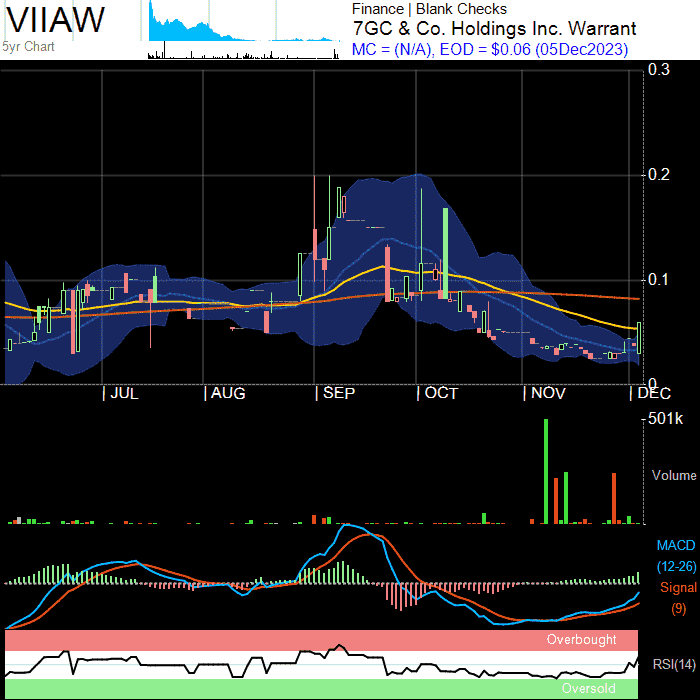 VIIAW
5yr Chart
Finance | Blank Checks
7GC & Co. Holdings Inc. Warrant
MC = (N/A), EOD = $0.06 (05Dec2023)
0.3
0.2
0.1
0
| JUL | AUG | SEP | OCT | NOV | DEC
501k
Volume
MACD
(12-26)
Signal
(9)
Overbought
RSI(14)
Oversold